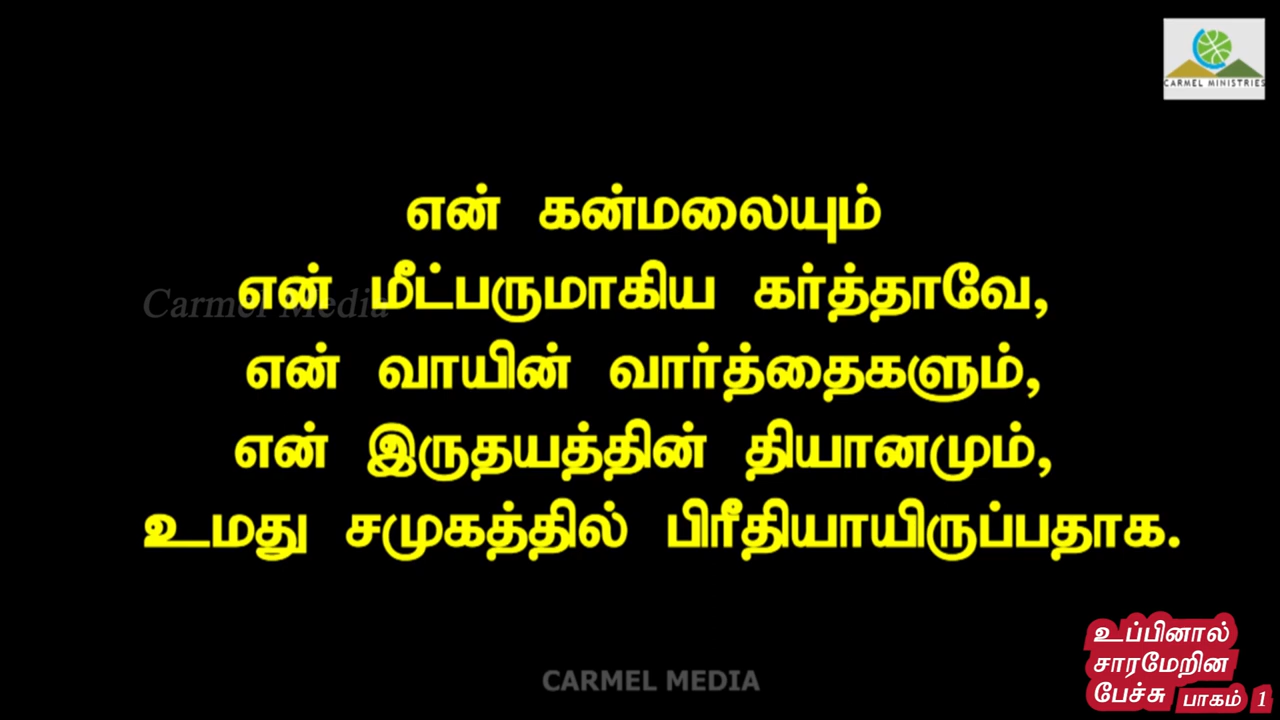 CARMEL MINISTRIES
என் கன்மலையும்
என் மீட்பருமாகிய கர்த்தாவே,
Carmel Media
என் வாயின் வார்த்தைகளும்,
என் இருதயத்தின் தியானமும்,
உமது சமுகத்தில் பிரீதியாயிருப்பதாக.
உப்பினால்
சாரமேறின
பேச்சு பாகம் 1
CARMEL MEDIA